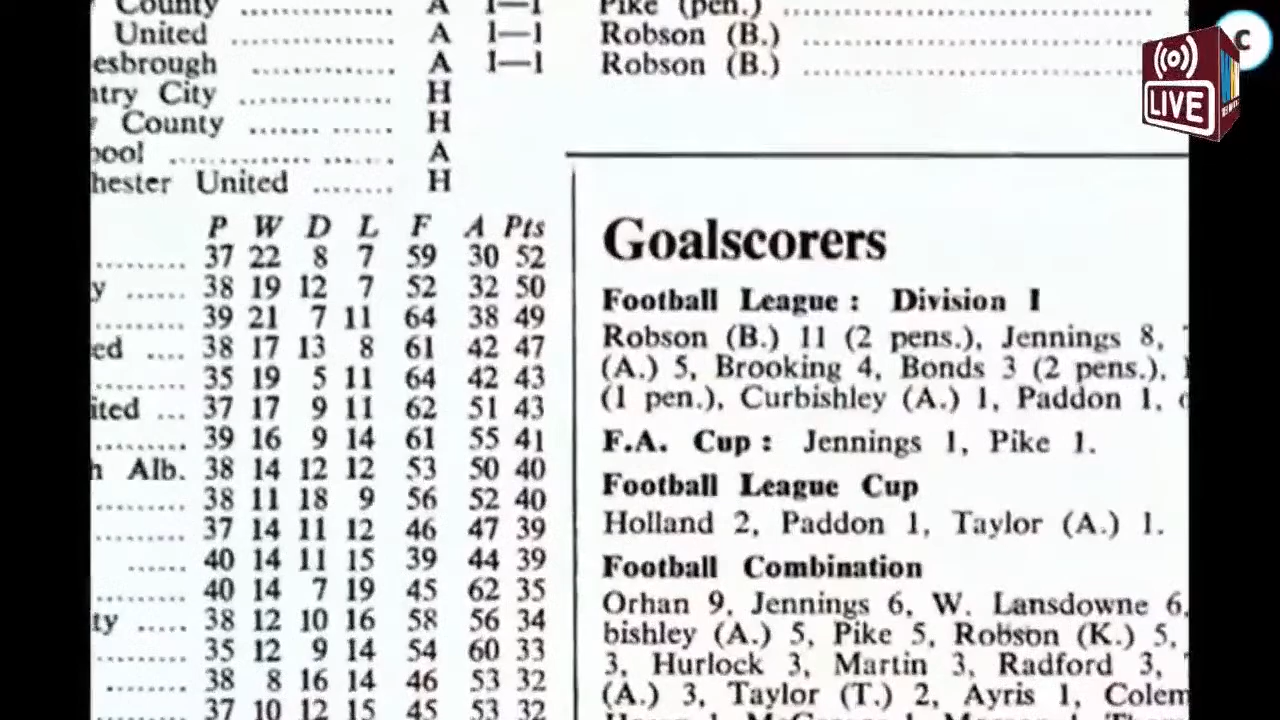 County A 1—1
United ................ A 1—1
esbrough .............. A 1—1
ntry City ............... H
County ....... ...... H
pool .......... ....... A
hester United ........ H
Pike (pen.)
Robson (B.)
Robson (B.)
C
LIVE
P W D L F A Pts
......... 37 22 8 7 59 30 52
y ...... 38 19 12 7 52 32 50
......... 39 21 7 11 64 38 49
ed .... 38 17 13 8 61 42 47
......... 35 19 5 11 64 42 43
ited ... 37 17 9 11 62 51 43
......... 39 16 9 14 61 55 41
h Alb. 38 14 12 12 53 50 40
......... 38 11 18 9 56 52 40
......... 37 14 11 12 46 47 39
...... 40 14 11 15 39 44 39
......... 40 14 7 19 45 62 35
ty ..... 38 12 10 16 58 56 34
......... 35 12 9 14 54 60 33
........ 38 8 16 14 46 53 32
......... 37 10 12 15 45 53 32
Goalscorers
Football League: Division I
Robson (B.) 11 (2 pens.), Jennings 8,
(A.) 5, Brooking 4, Bonds 3 (2 pens.),
(1 pen.), Curbishley (A.) 1, Paddon 1,
F.A. Cup: Jennings 1, Pike 1.
Football League Cup
Holland 2, Paddon 1, Taylor (A.) 1.
Football Combination
Orhan 9, Jennings 6, W. Lansdowne 6,
bishley (A.) 5, Pike 5, Robson (K.) 5,
3, Hurlock 3, Martin 3, Radford 3,
(A.) 3, Taylor (T.) 2, Ayris 1, Colem